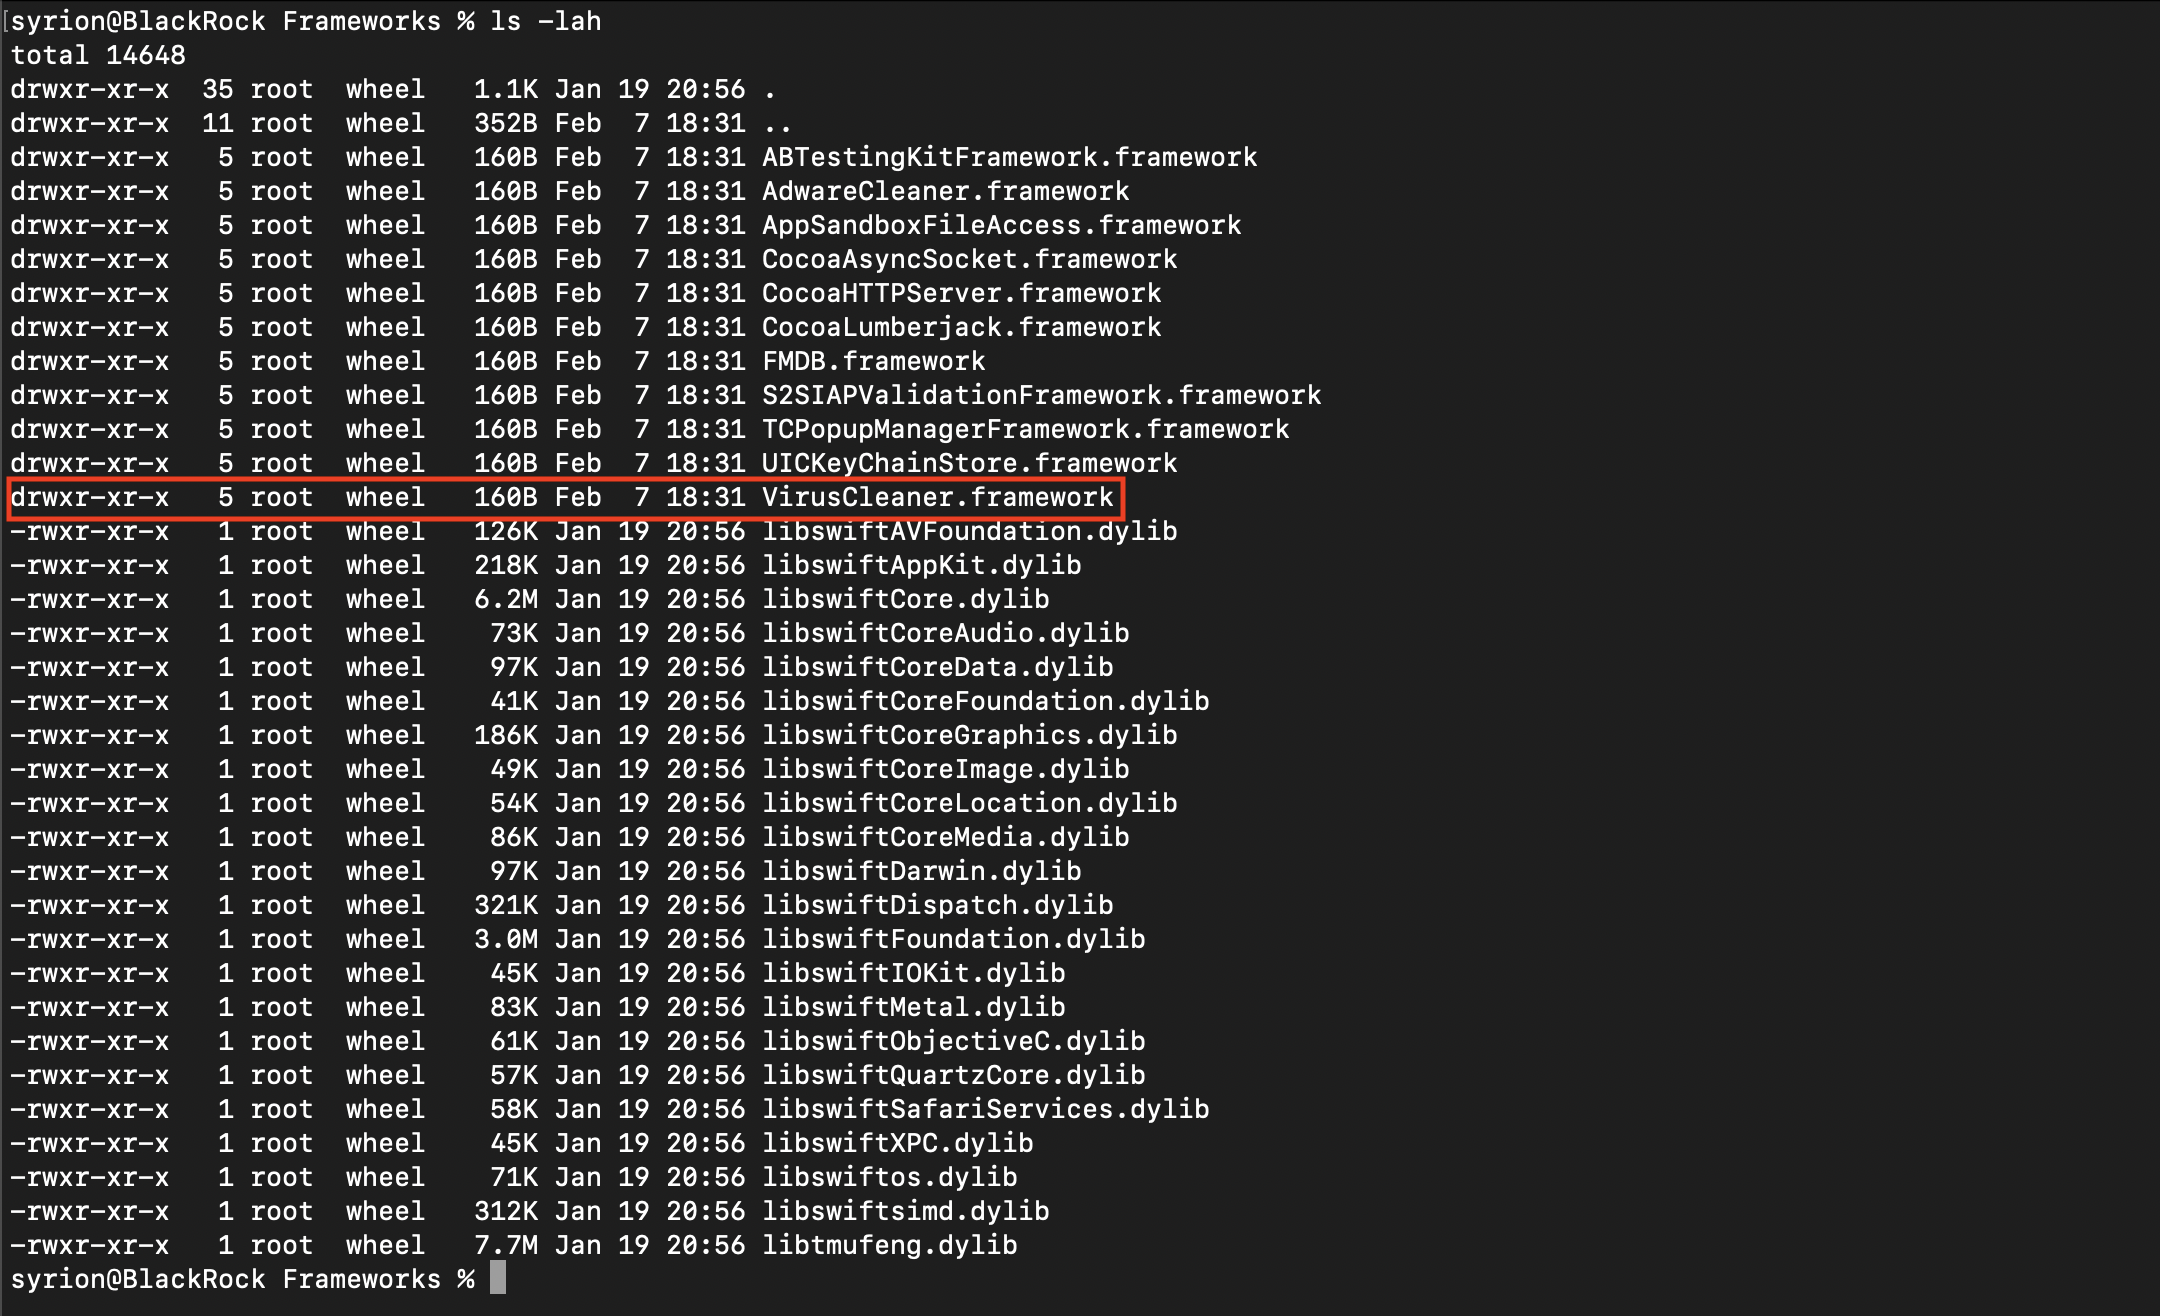 [syrion@BlackRock Frameworks % ls -lah
total 14648
drwxr-xr-x  35 root  wheel   1.1K Jan 19 20:56 .
drwxr-xr-x  11 root  wheel   352B Feb  7 18:31 ..
drwxr-xr-x   5 root  wheel   160B Feb  7 18:31 ABTestingKitFramework.framework
drwxr-xr-x   5 root  wheel   160B Feb  7 18:31 AdwareCleaner.framework
drwxr-xr-x   5 root  wheel   160B Feb  7 18:31 AppSandboxFileAccess.framework
drwxr-xr-x   5 root  wheel   160B Feb  7 18:31 CocoaAsyncSocket.framework
drwxr-xr-x   5 root  wheel   160B Feb  7 18:31 CocoaHTTPServer.framework
drwxr-xr-x   5 root  wheel   160B Feb  7 18:31 CocoaLumberjack.framework
drwxr-xr-x   5 root  wheel   160B Feb  7 18:31 FMDB.framework
drwxr-xr-x   5 root  wheel   160B Feb  7 18:31 S2SIAPValidationFramework.framework
drwxr-xr-x   5 root  wheel   160B Feb  7 18:31 TCPopupManagerFramework.framework
drwxr-xr-x   5 root  wheel   160B Feb  7 18:31 UICKeyChainStore.framework
drwxr-xr-x   5 root  wheel   160B Feb  7 18:31 VirusCleaner.framework
-rwxr-xr-x   1 root  wheel   126K Jan 19 20:56 libswiftAVFoundation.dylib
-rwxr-xr-x   1 root  wheel   218K Jan 19 20:56 libswiftAppKit.dylib
-rwxr-xr-x   1 root  wheel   6.2M Jan 19 20:56 libswiftCore.dylib
-rwxr-xr-x   1 root  wheel    73K Jan 19 20:56 libswiftCoreAudio.dylib
-rwxr-xr-x   1 root  wheel    97K Jan 19 20:56 libswiftCoreData.dylib
-rwxr-xr-x   1 root  wheel    41K Jan 19 20:56 libswiftCoreFoundation.dylib
-rwxr-xr-x   1 root  wheel   186K Jan 19 20:56 libswiftCoreGraphics.dylib
-rwxr-xr-x   1 root  wheel    49K Jan 19 20:56 libswiftCoreImage.dylib
-rwxr-xr-x   1 root  wheel    54K Jan 19 20:56 libswiftCoreLocation.dylib
-rwxr-xr-x   1 root  wheel    86K Jan 19 20:56 libswiftCoreMedia.dylib
-rwxr-xr-x   1 root  wheel    97K Jan 19 20:56 libswiftDarwin.dylib
-rwxr-xr-x   1 root  wheel   321K Jan 19 20:56 libswiftDispatch.dylib
-rwxr-xr-x   1 root  wheel   3.0M Jan 19 20:56 libswiftFoundation.dylib
-rwxr-xr-x   1 root  wheel    45K Jan 19 20:56 libswiftIOKit.dylib
-rwxr-xr-x   1 root  wheel    83K Jan 19 20:56 libswiftMetal.dylib
-rwxr-xr-x   1 root  wheel    61K Jan 19 20:56 libswiftObjectiveC.dylib
-rwxr-xr-x   1 root  wheel    57K Jan 19 20:56 libswiftQuartzCore.dylib
-rwxr-xr-x   1 root  wheel    58K Jan 19 20:56 libswiftSafariServices.dylib
-rwxr-xr-x   1 root  wheel    45K Jan 19 20:56 libswiftXPC.dylib
-rwxr-xr-x   1 root  wheel    71K Jan 19 20:56 libswiftos.dylib
-rwxr-xr-x   1 root  wheel   312K Jan 19 20:56 libswiftsimd.dylib
-rwxr-xr-x   1 root  wheel   7.7M Jan 19 20:56 libtmufeng.dylib
syrion@BlackRock Frameworks %